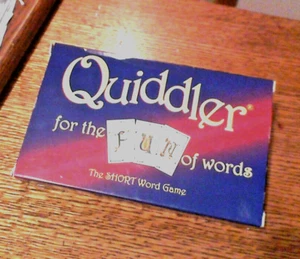 Quiddler®
for the FUN of words
The SHORT Word Game